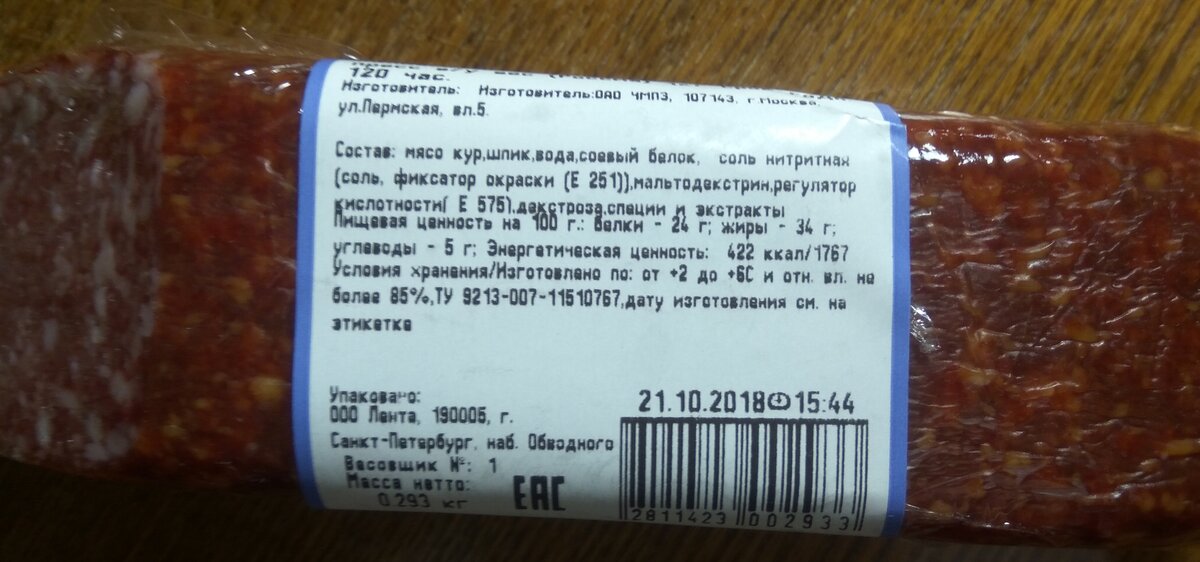 120 час.
Изготовитель: Изготовитель:ОАО ЧМПЗ, 107143, г.Москва,
ул.Пермская, вл.5.
Состав: мясо кур,шпик,вода,соевый белок, соль нитритная
(соль, фиксатор окраски (Е 251)),мальтодекстрин,регулятор
кислотности( Е 575),декстроза,специи и экстракты
Пищевая ценность на 100 г.: Белки - 24 г; жиры - 34 г;
углеводы - 5 г; Энергетическая ценность: 422 ккал/1767
Условия хранения/Изготовлено по: от +2 до +6С и отн. вл. не
более 85%,ТУ 9213-007-11510767,дату изготовления см. на
этикетке
Упаковано:
ООО Лента, 190005, г.
Санкт-Петербург, наб. Обводного
Весовщик №: 1
Масса нетто:
0.293 кг
EAC
21.10.2018 15:44
2811423 002933